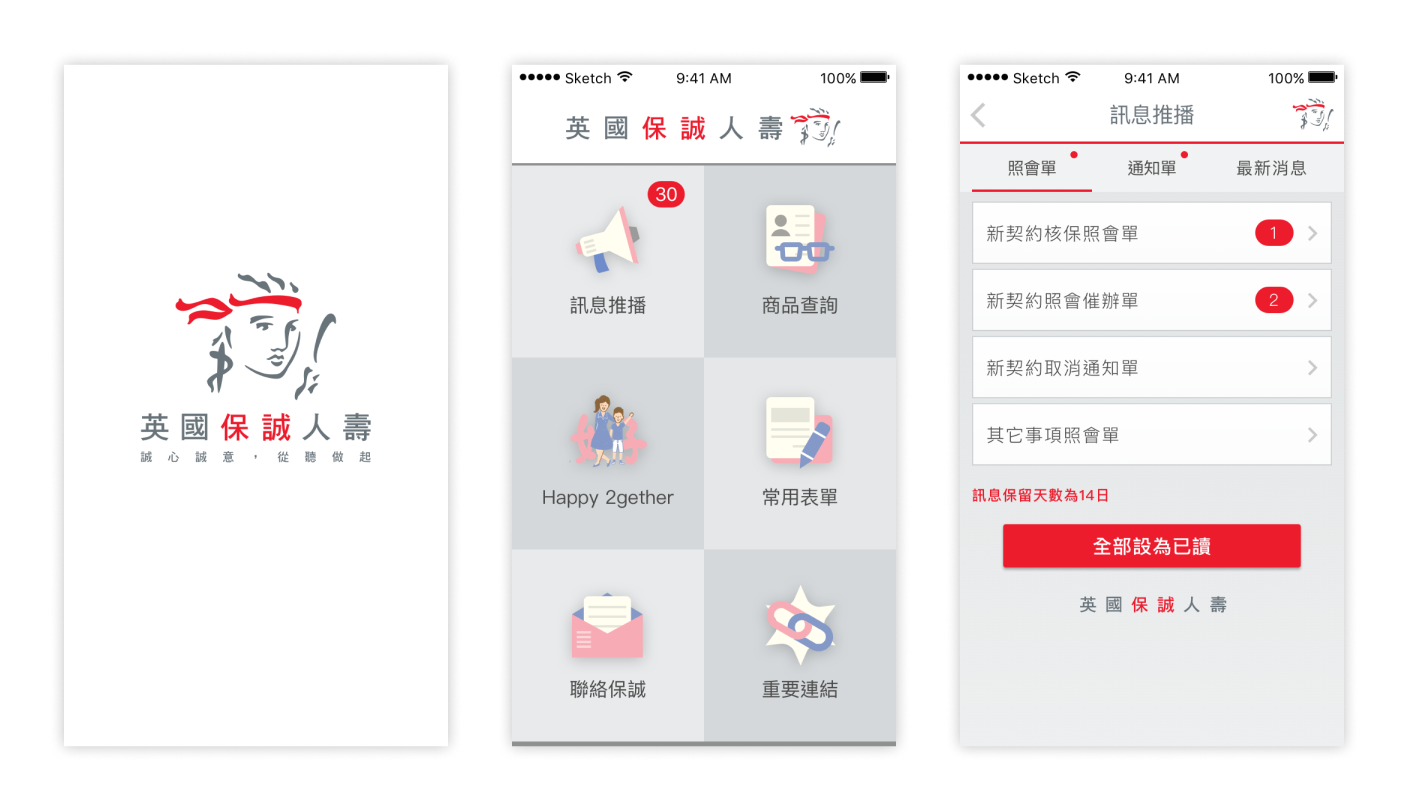 英國保誠人壽
誠心誠意，從聽做起
Sketch 9:41 AM 100%
英國保誠人壽
30
訊息推播
商品查詢
Happy 2gether
常用表單
聯絡保誠
重要連結
Sketch 9:41 AM 100%
訊息推播
照會單 通知單 最新消息
新契約核保照會單 1
新契約照會催辦單 2
新契約取消通知單
其它事項照會單
訊息保留天數為14日
全部設為已讀
英國保誠人壽